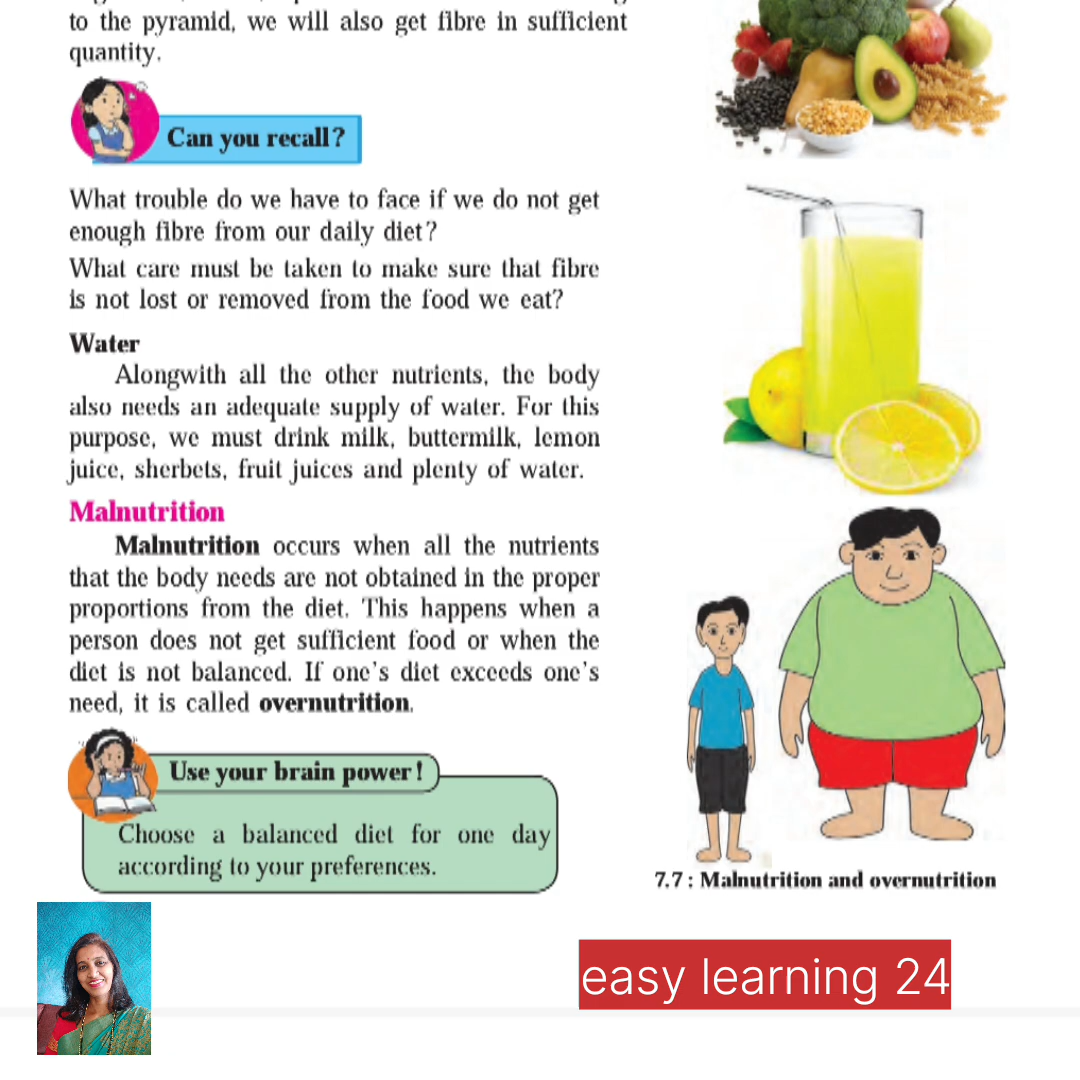 to the pyramid, we will also get fibre in sufficient
quantity.
Can you recall?
What trouble do we have to face if we do not get
enough fibre from our daily diet?
What care must be taken to make sure that fibre
is not lost or removed from the food we eat?
Water
Alongwith all the other nutrients, the body
also needs an adequate supply of water. For this
purpose, we must drink milk, buttermilk, lemon
juice, sherbets, fruit juices and plenty of water.
Malnutrition
Malnutrition occurs when all the nutrients
that the body needs are not obtained in the proper
proportions from the diet. This happens when a
person does not get sufficient food or when the
diet is not balanced. If one's diet exceeds one's
need, it is called overnutrition.
Use your brain power!
Choose a balanced diet for one day
according to your preferences.
7.7 : Malnutrition and overnutrition
easy learning 24